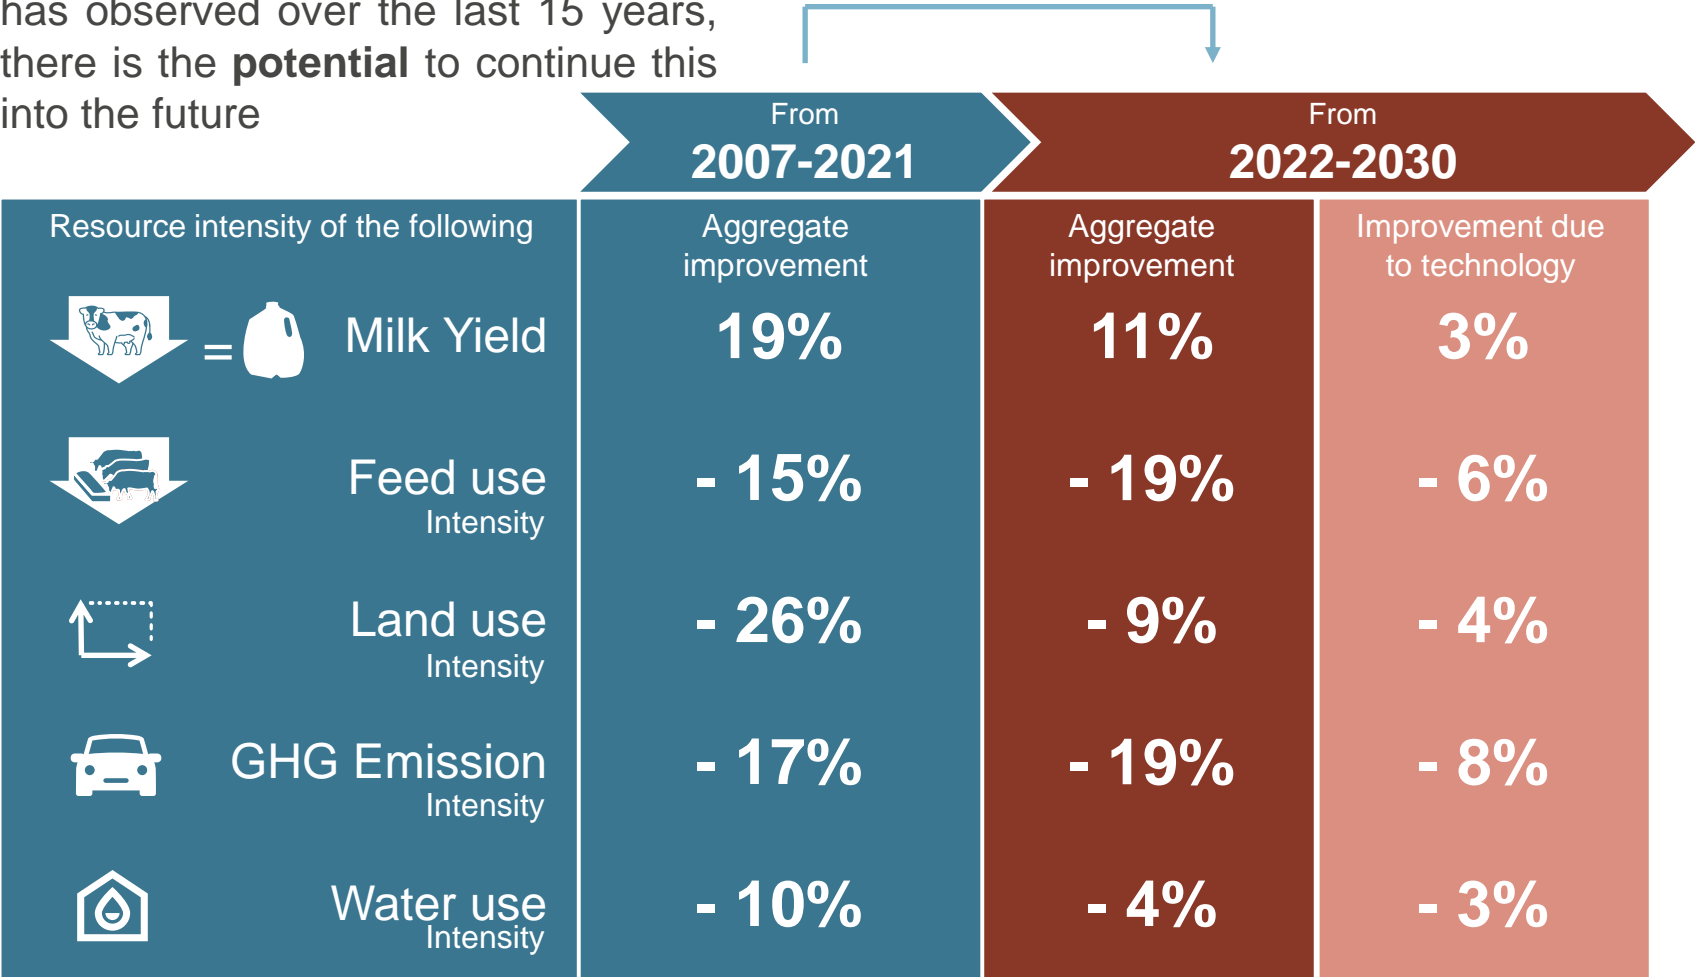 has observed over the last 15 years,
there is the potential to continue this
into the future
From
2007-2021
From
2022-2030
Resource intensity of the following
Aggregate
improvement
Aggregate
improvement
Improvement due
to technology
=
Milk Yield
19%
11%
3%
Feed use
Intensity
- 15%
- 19%
- 6%
Land use
Intensity
- 26%
- 9%
- 4%
GHG Emission
Intensity
- 17%
- 19%
- 8%
Water use
Intensity
- 10%
- 4%
- 3%